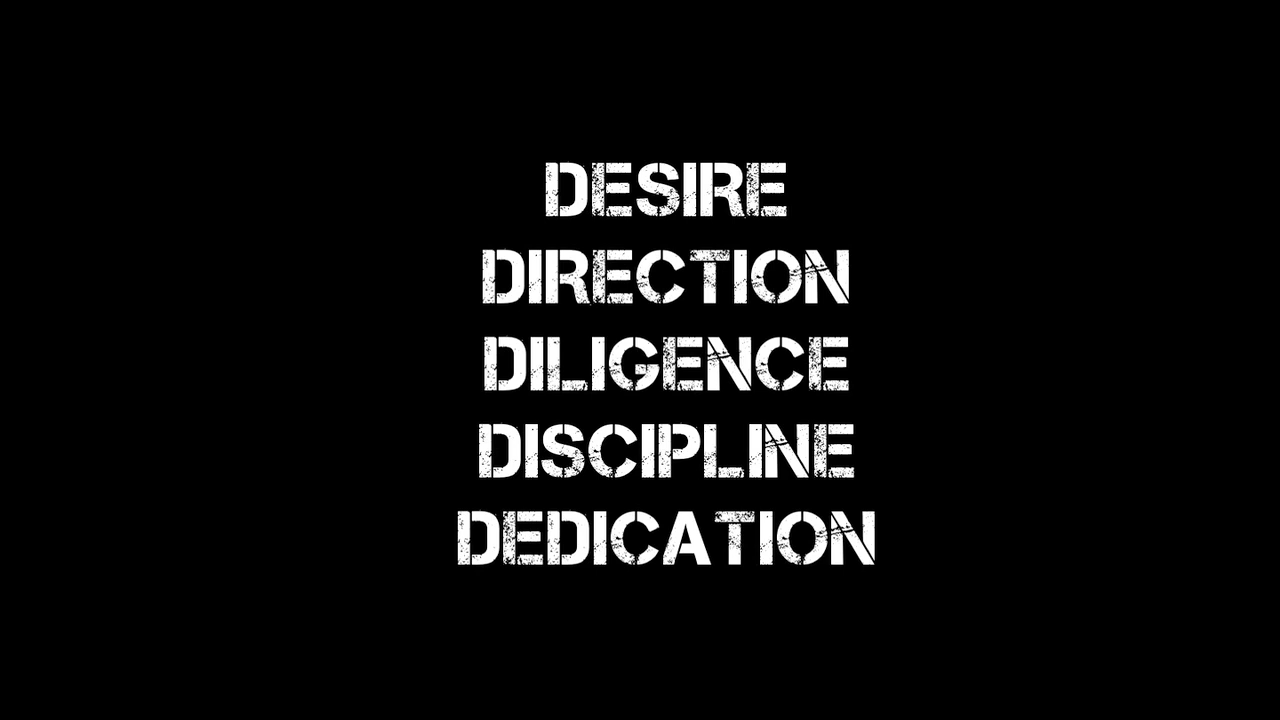 DESIRE
DIRECTION
DILIGENCE
DISCIPLINE
DEDICATION